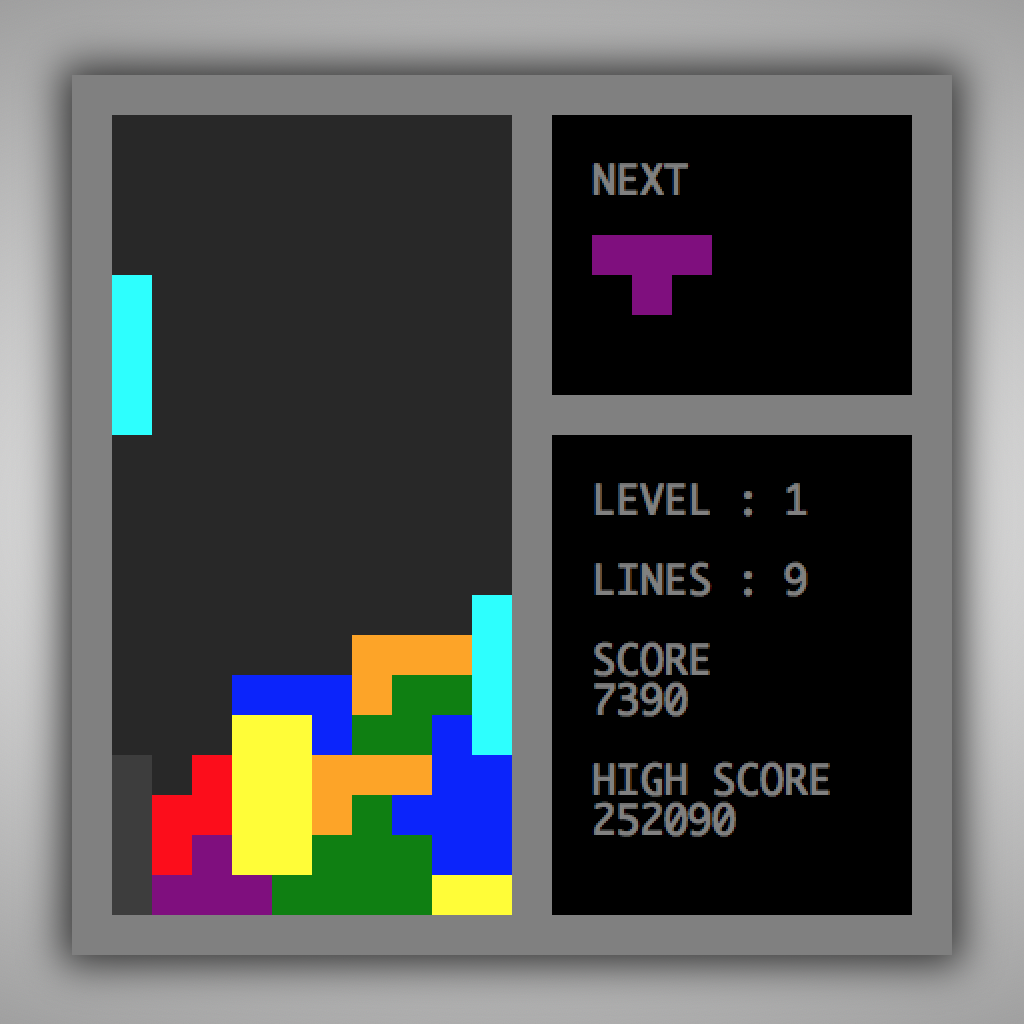 NEXT
LEVEL : 1
LINES : 9
SCORE
7390
HIGH SCORE
252090